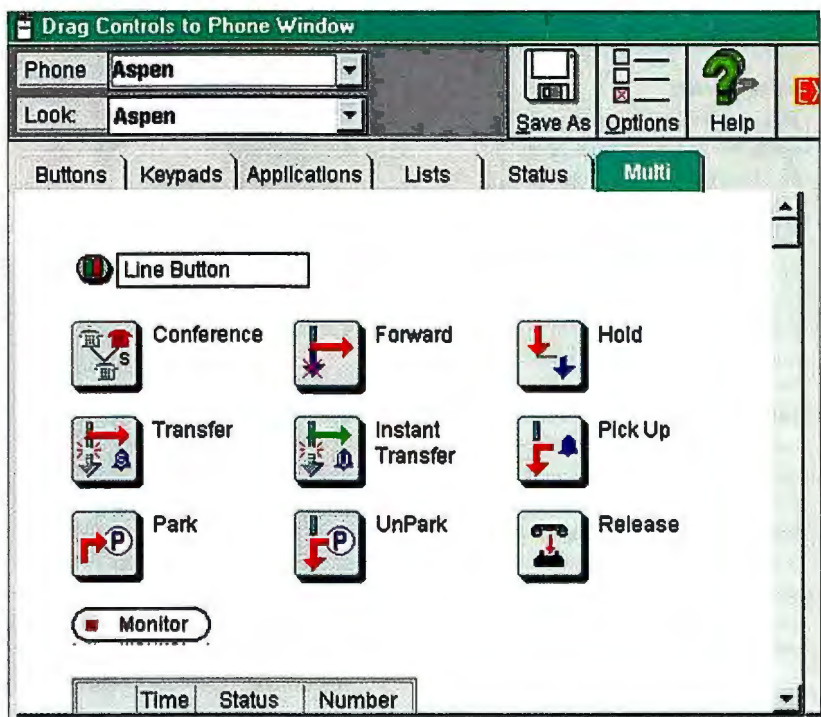 Drag Controls to Phone Window
Phone Aspen
Look: Aspen
Save As Options Help EX
Buttons Keypads Applications Lists Status Multi
Line Button
Conference Forward Hold
S
Transfer Instant Transfer Pick Up
S U
Park UnPark Release
P P
Monitor
Time Status Number